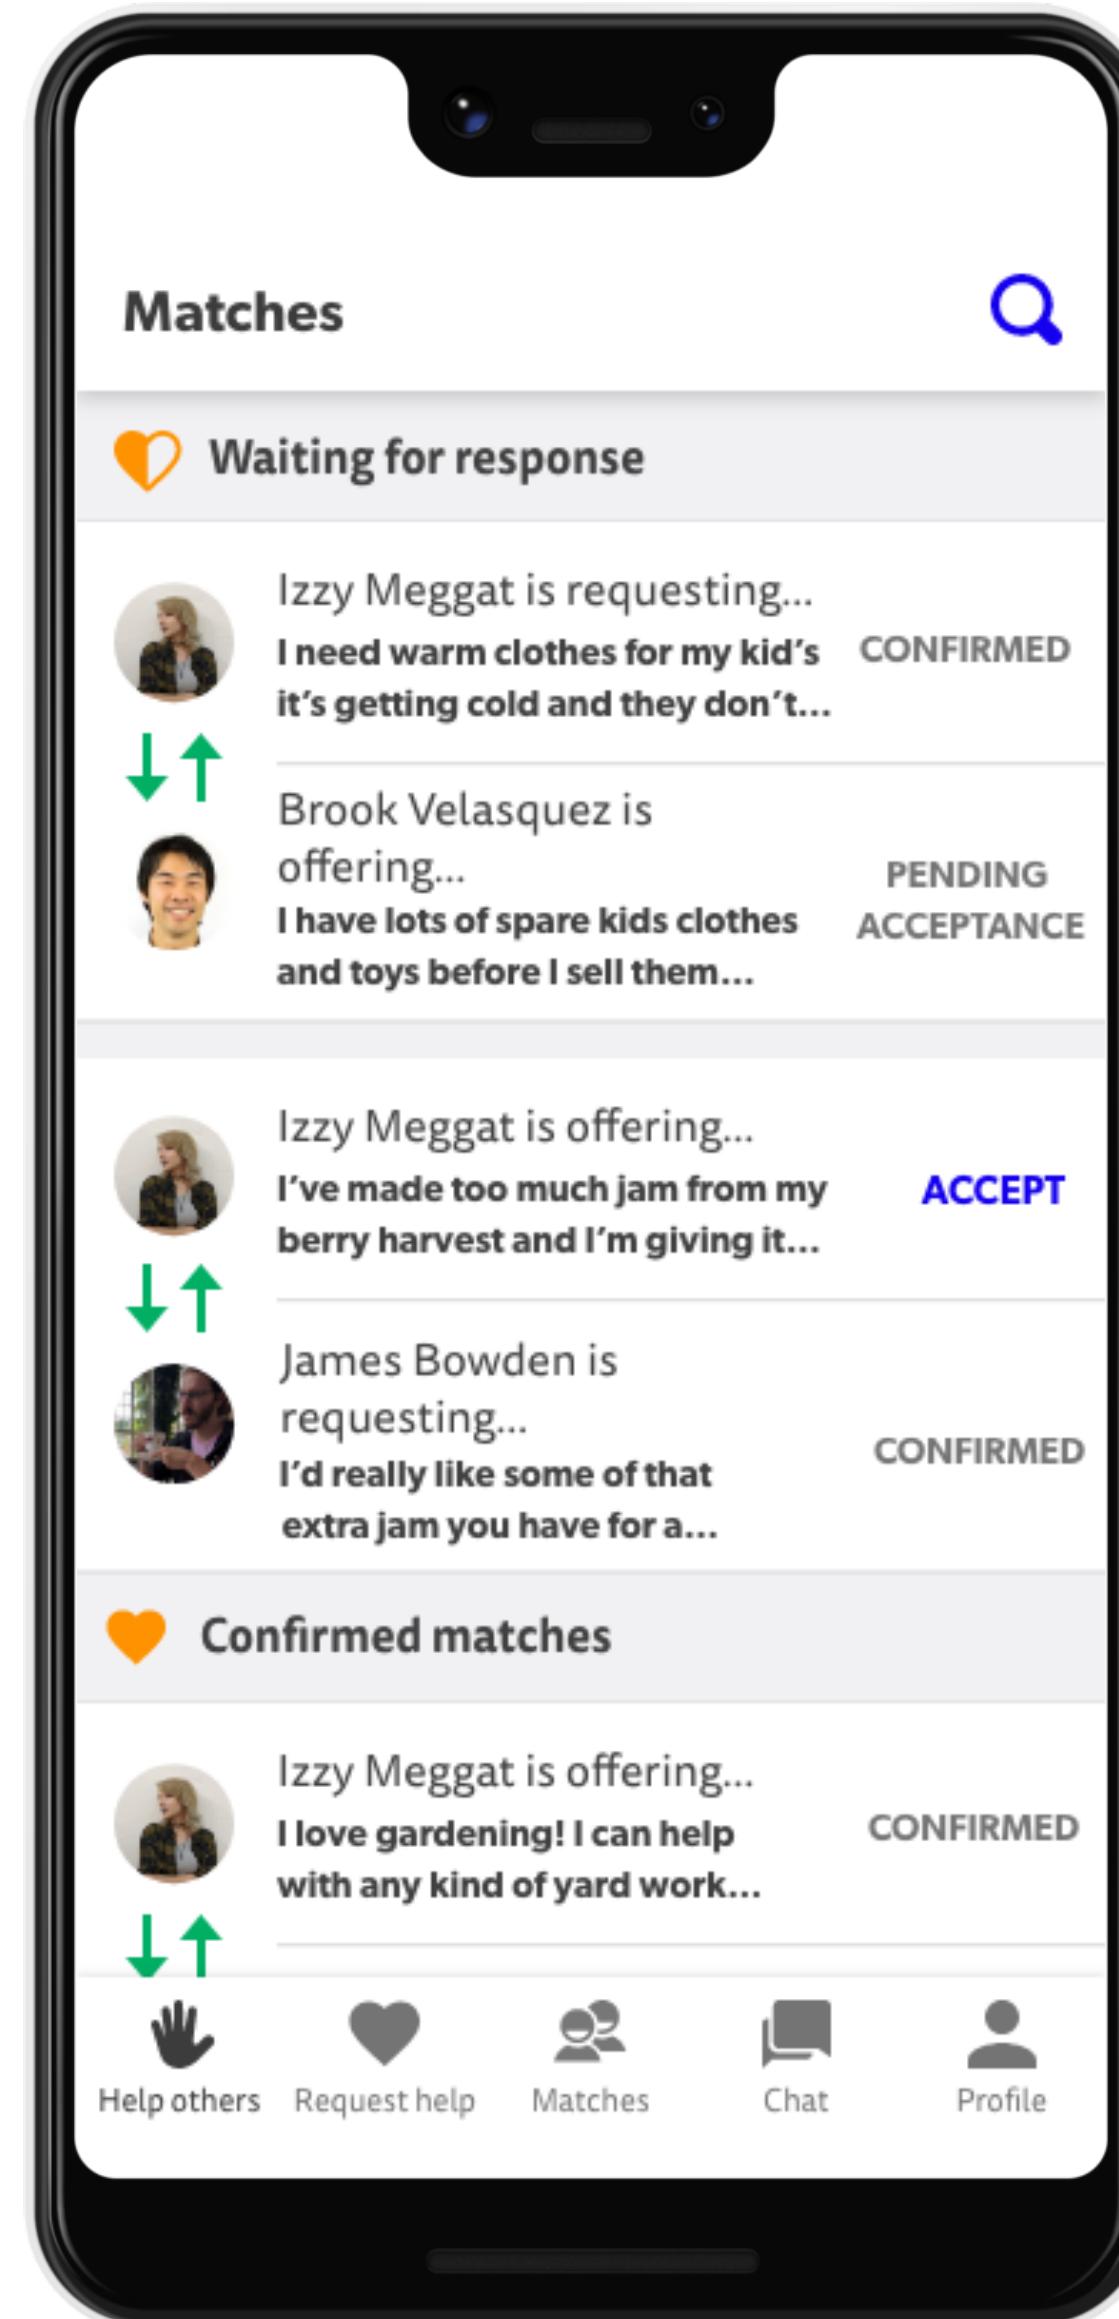 Matches
Waiting for response
Izzy Meggat is requesting...
I need warm clothes for my kid’s
it’s getting cold and they don’t...
CONFIRMED
Brook Velasquez is
offering...
I have lots of spare kids clothes
and toys before I sell them...
PENDING
ACCEPTANCE
Izzy Meggat is offering...
I’ve made too much jam from my
berry harvest and I’m giving it...
ACCEPT
James Bowden is
requesting...
I’d really like some of that
extra jam you have for a...
CONFIRMED
Confirmed matches
Izzy Meggat is offering...
I love gardening! I can help
with any kind of yard work...
CONFIRMED
Help others
Request help
Matches
Chat
Profile